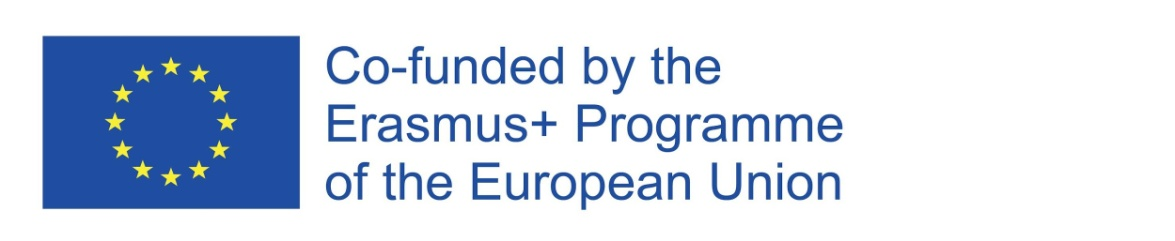 Co-funded by the
Erasmus+ Programme
of the European Union